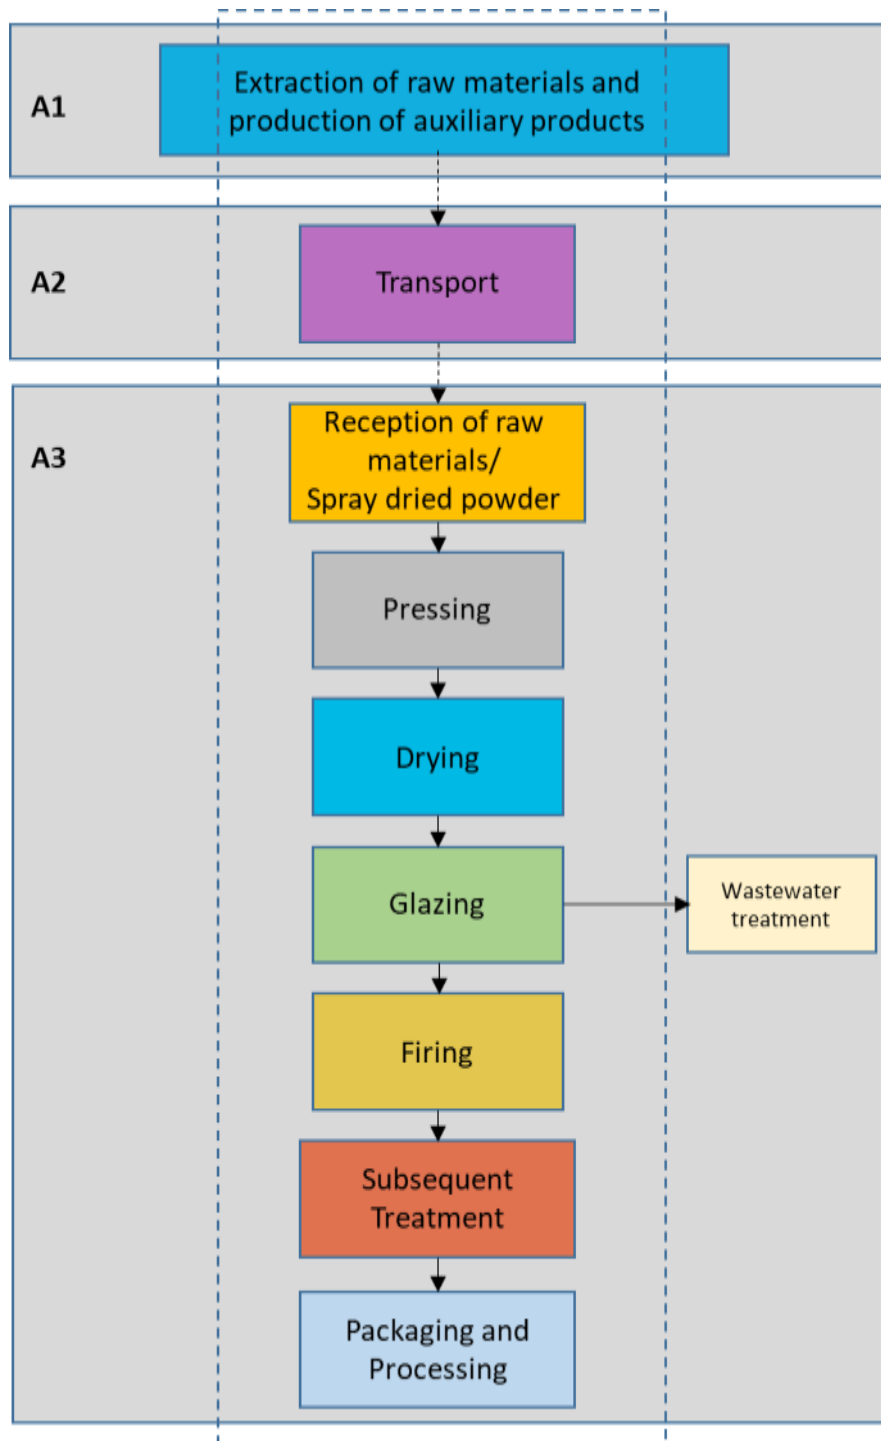 A1
Extraction of raw materials and
production of auxiliary products
A2
Transport
A3
Reception of raw
materials/
Spray dried powder
Pressing
Drying
Glazing
Wastewater
treatment
Firing
Subsequent
Treatment
Packaging and
Processing